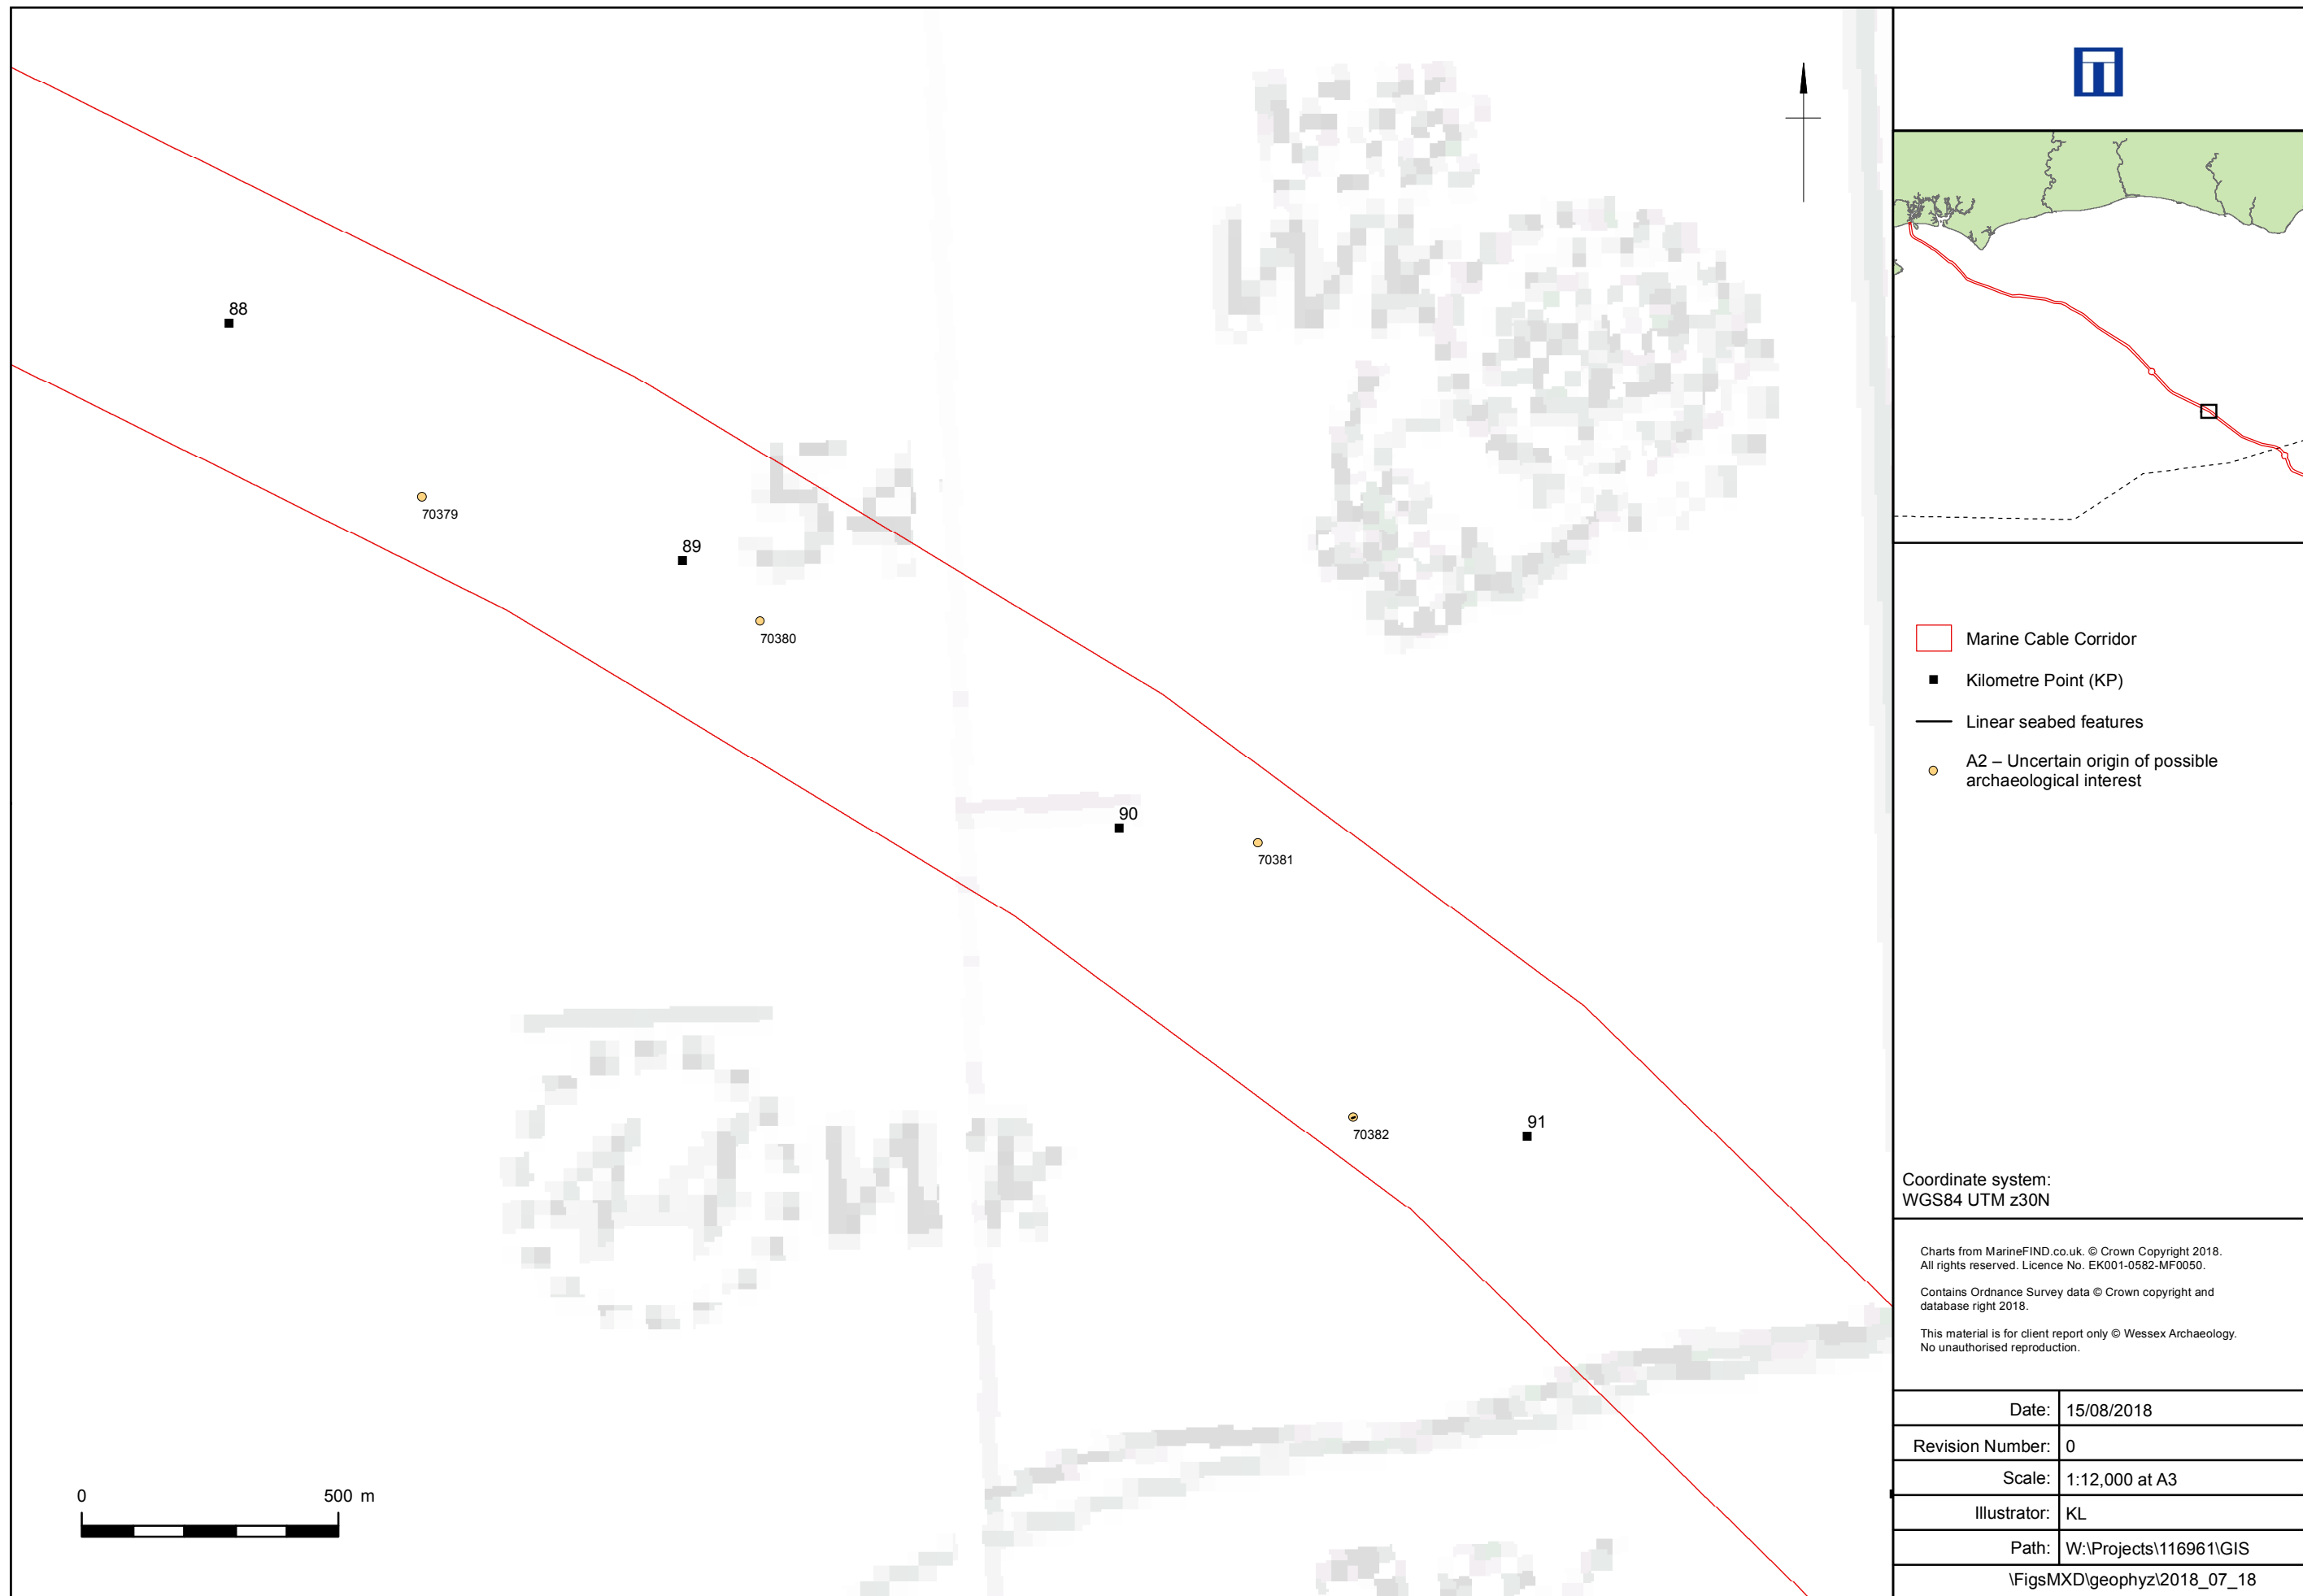 88
70379
89
54
70380
90
70381
70382
91
0 500 m
Marine Cable Corridor
Kilometre Point (KP)
Linear seabed features
A2 – Uncertain origin of possible
archaeological interest
Coordinate system:
WGS84 UTM z30N
Charts from MarineFIND.co.uk. © Crown Copyright 2018.
All rights reserved. Licence No. EK001-0582-MF0050.
Contains Ordnance Survey data © Crown copyright and
database right 2018.
This material is for client report only © Wessex Archaeology.
No unauthorised reproduction.
Date: 15/08/2018
Revision Number: 0
Scale: 1:12,000 at A3
Illustrator: KL
Path: W:\Projects\116961\GIS
\FigsMXD\geophyz\2018_07_18